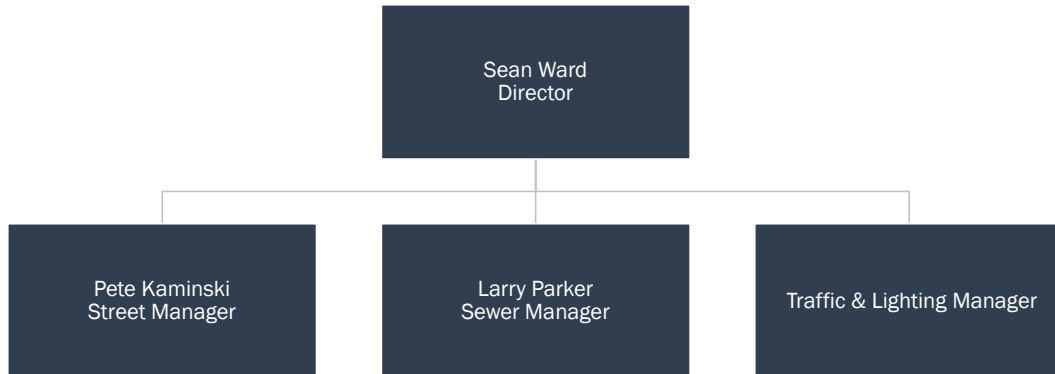 Sean Ward
Director
Pete Kaminski
Street Manager
Larry Parker
Sewer Manager
Traffic & Lighting Manager